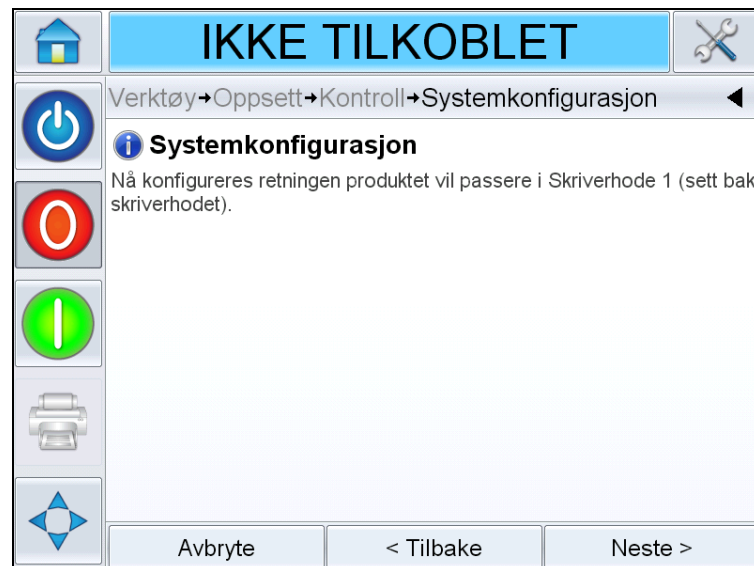 IKKE TILKOBLET
Verktøy→Oppsett→Kontroll→Systemkonfigurasjon
Systemkonfigurasjon
Nå konfigureres retningen produktet vil passere i Skriverhode 1 (sett bak
skriverhodet).
Avbryte
< Tilbake
Neste >